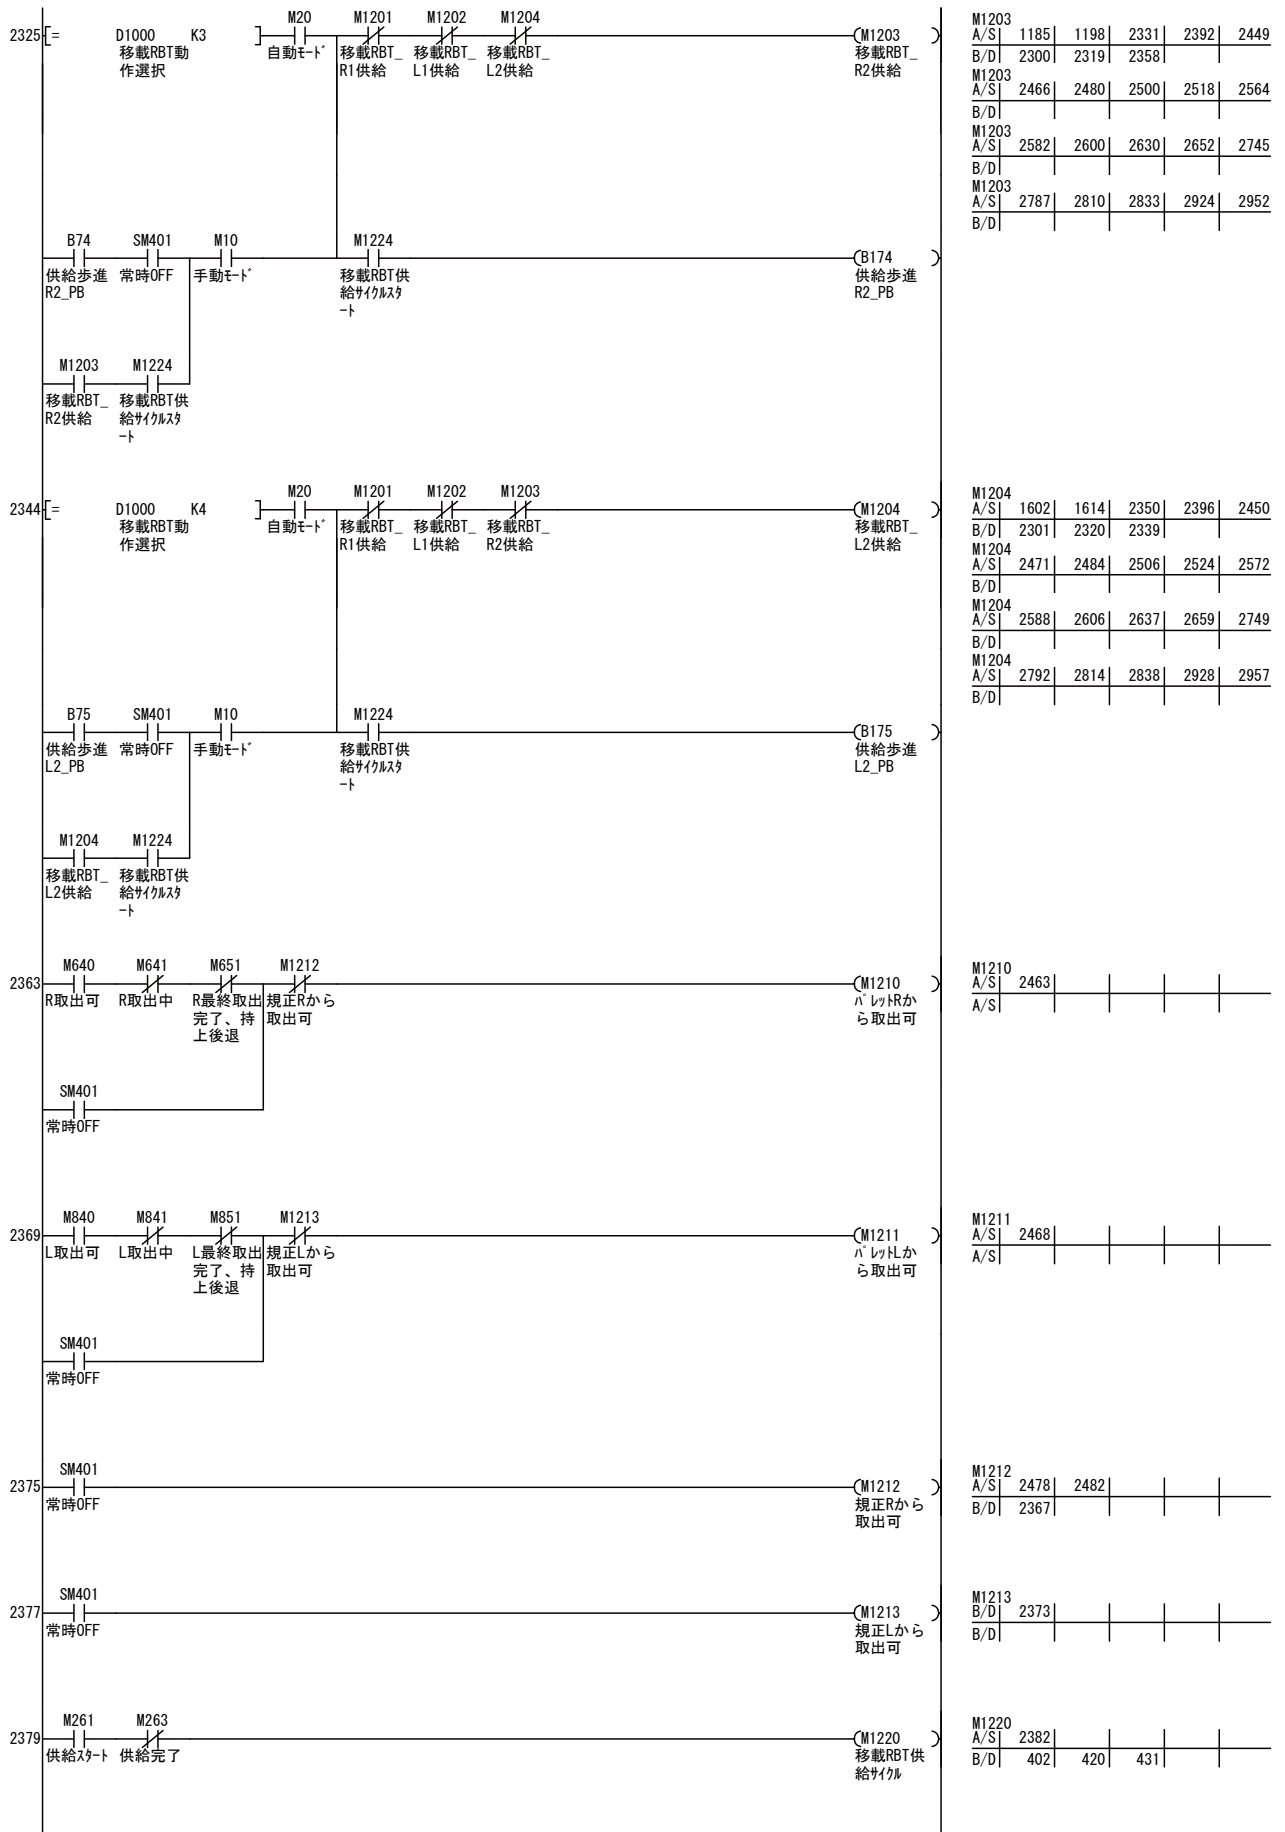 M20 M1201 M1202 M1204
2325 [= D1000 K3 ] (M1203 )
移載RBT動 自動ﾓｰﾄﾞ 移載RBT_ 移載RBT_ 移載RBT_ 移載RBT_
作選択 R1供給 L1供給 L2供給 R2供給
M1203
A/S 1185 1198 2331 2392 2449
B/D 2300 2319 2358
M1203
A/S 2466 2480 2500 2518 2564
B/D
M1203
A/S 2582 2600 2630 2652 2745
B/D
M1203
A/S 2787 2810 2833 2924 2952
B/D
B74 SM401 M10 M1224
(B174 )
供給歩進 常時OFF 手動ﾓｰﾄﾞ 移載RBT供 供給歩進
R2_PB 給ｻｲｸﾙｽﾀ R2_PB
ｰﾄ
M1203 M1224
移載RBT_ 移載RBT供
R2供給 給ｻｲｸﾙｽﾀ
ｰﾄ
M20 M1201 M1202 M1203
2344 [= D1000 K4 ] (M1204 )
移載RBT動 自動ﾓｰﾄﾞ 移載RBT_ 移載RBT_ 移載RBT_ 移載RBT_
作選択 R1供給 L1供給 R2供給 L2供給
M1204
A/S 1602 1614 2350 2396 2450
B/D 2301 2320 2339
M1204
A/S 2471 2484 2506 2524 2572
B/D
M1204
A/S 2588 2606 2637 2659 2749
B/D
M1204
A/S 2792 2814 2838 2928 2957
B/D
B75 SM401 M10 M1224
(B175 )
供給歩進 常時OFF 手動ﾓｰﾄﾞ 移載RBT供 供給歩進
L2_PB 給ｻｲｸﾙｽﾀ L2_PB
ｰﾄ
M1204 M1224
移載RBT_ 移載RBT供
L2供給 給ｻｲｸﾙｽﾀ
ｰﾄ
M640 M641 M651 M1212
2363 (M1210 )
R取出可 R取出中 R最終取出 規正Rから ﾊﾟﾚｯﾄRか
完了、持 取出可 ら取出可
上後退
M1210
A/S 2463
A/S
SM401
常時OFF
M840 M841 M851 M1213
2369 (M1211 )
L取出可 L取出中 L最終取出 規正Lから ﾊﾟﾚｯﾄLか
完了、持 取出可 ら取出可
上後退
M1211
A/S 2468
A/S
SM401
常時OFF
SM401
2375 (M1212 )
常時OFF 規正Rから
取出可
M1212
A/S 2478 2482
B/D 2367
SM401
2377 (M1213 )
常時OFF 規正Lから
取出可
M1213
B/D 2373
B/D
M261 M263
2379 (M1220 )
供給ｽﾀｰﾄ 供給完了 移載RBT供
給ｻｲｸﾙ
M1220
A/S 2382
B/D 402 420 431